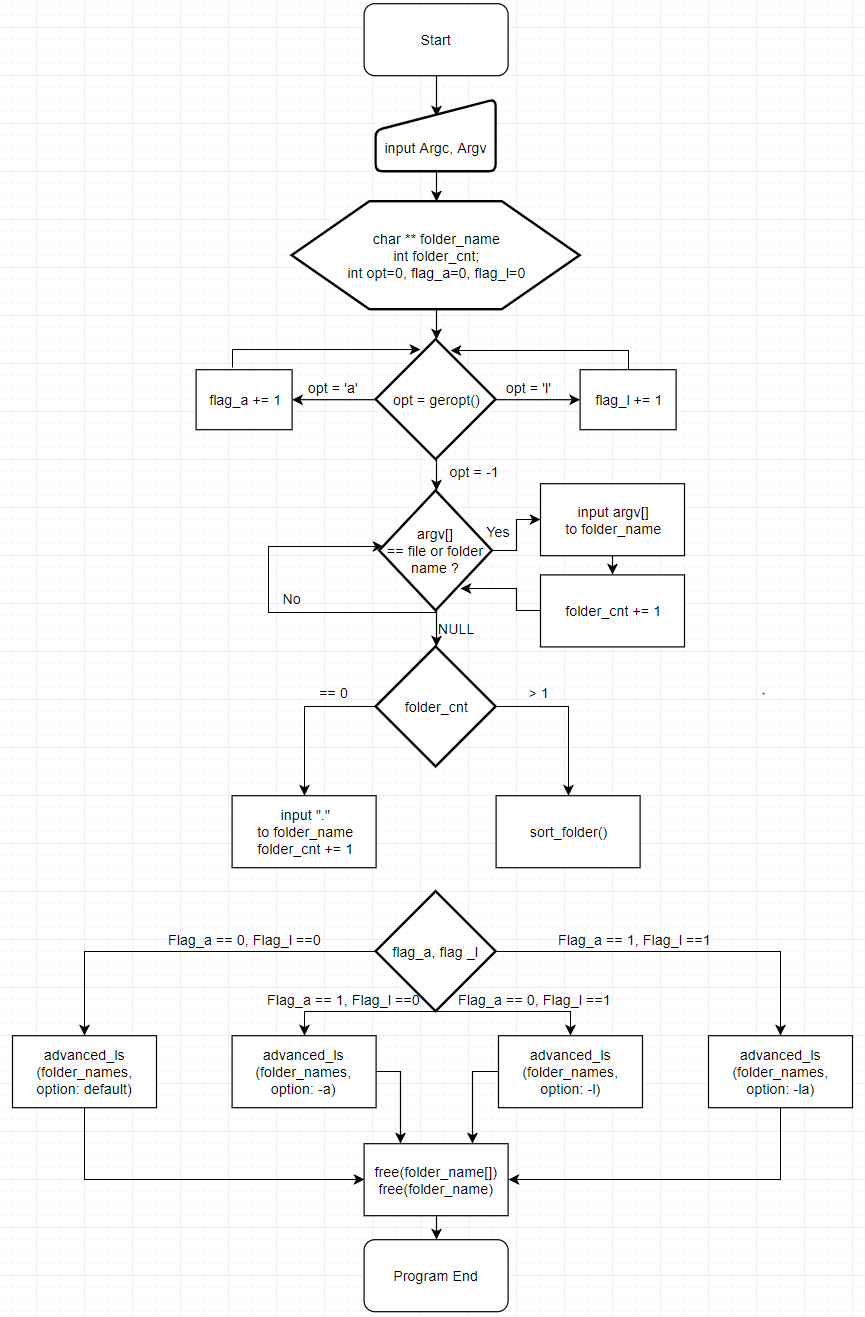 Start
input Argc, Argv
char ** folder_name
int folder_cnt;
int opt=0, flag_a=0, flag_l=0
flag_a += 1
opt = 'a'
opt = geropt()
opt = 'l'
flag_l += 1
opt = -1
argv[]
== file or folder
name ?
Yes
input argv[]
to folder_name
No
folder_cnt += 1
NULL
== 0
folder_cnt
> 1
input "."
to folder_name
folder_cnt += 1
sort_folder()
Flag_a == 0, Flag_l ==0
flag_a, flag _l
Flag_a == 1, Flag_l ==1
Flag_a == 1, Flag_l ==0
Flag_a == 0, Flag_l ==1
advanced_ls
(folder_names,
option: default)
advanced_ls
(folder_names,
option: -a)
advanced_ls
(folder_names,
option: -l)
advanced_ls
(folder_names,
option: -la)
free(folder_name[])
free(folder_name)
Program End